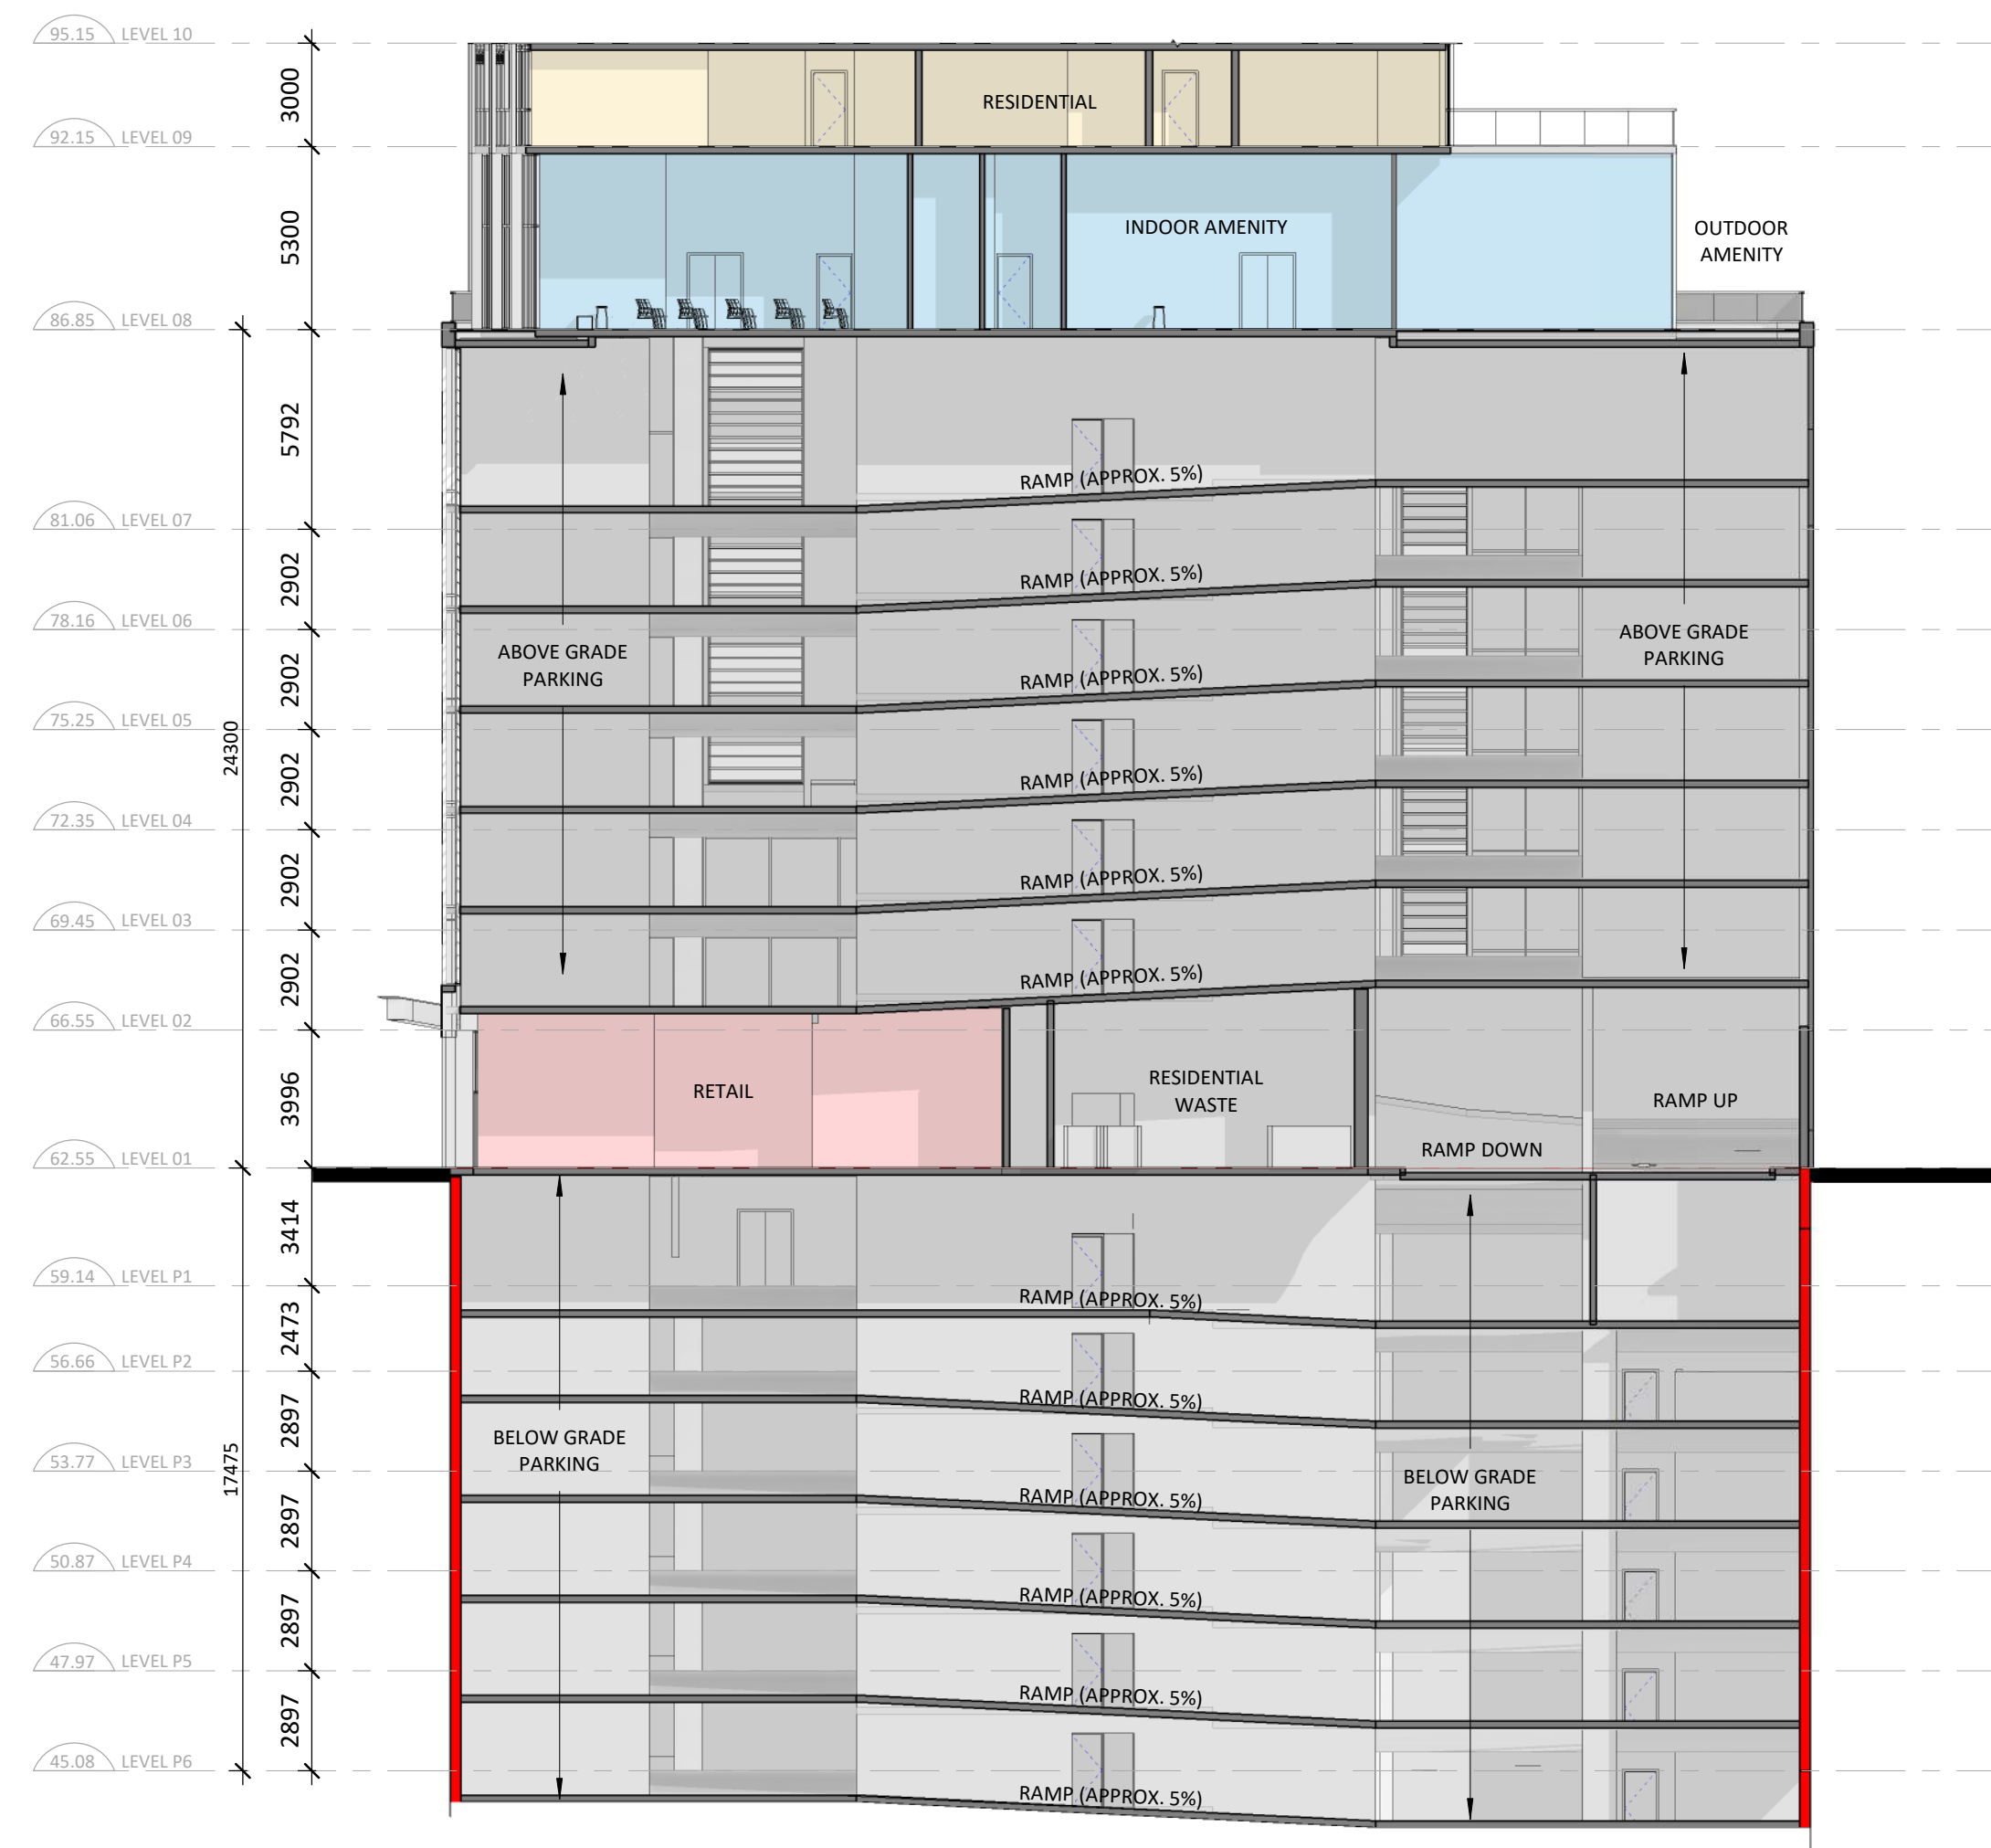 95.15 LEVEL 10
3000
RESIDENTIAL
92.15 LEVEL 09
5300
INDOOR AMENITY
OUTDOOR
AMENITY
86.85 LEVEL 08
5792
RAMP (APPROX. 5%)
81.06 LEVEL 07
2902
RAMP (APPROX. 5%)
78.16 LEVEL 06
ABOVE GRADE
PARKING
ABOVE GRADE
PARKING
2902
RAMP (APPROX. 5%)
75.25 LEVEL 05
24300
2902
RAMP (APPROX. 5%)
72.35 LEVEL 04
2902
RAMP (APPROX. 5%)
69.45 LEVEL 03
2902
RAMP (APPROX. 5%)
66.55 LEVEL 02
3996
RETAIL
RESIDENTIAL
WASTE
RAMP UP
RAMP DOWN
62.55 LEVEL 01
3414
59.14 LEVEL P1
RAMP (APPROX. 5%)
2473
56.66 LEVEL P2
RAMP (APPROX. 5%)
2897
BELOW GRADE
PARKING
53.77 LEVEL P3
17475
BELOW GRADE
PARKING
RAMP (APPROX. 5%)
2897
50.87 LEVEL P4
RAMP (APPROX. 5%)
2897
47.97 LEVEL P5
RAMP (APPROX. 5%)
2897
45.08 LEVEL P6
RAMP (APPROX. 5%)